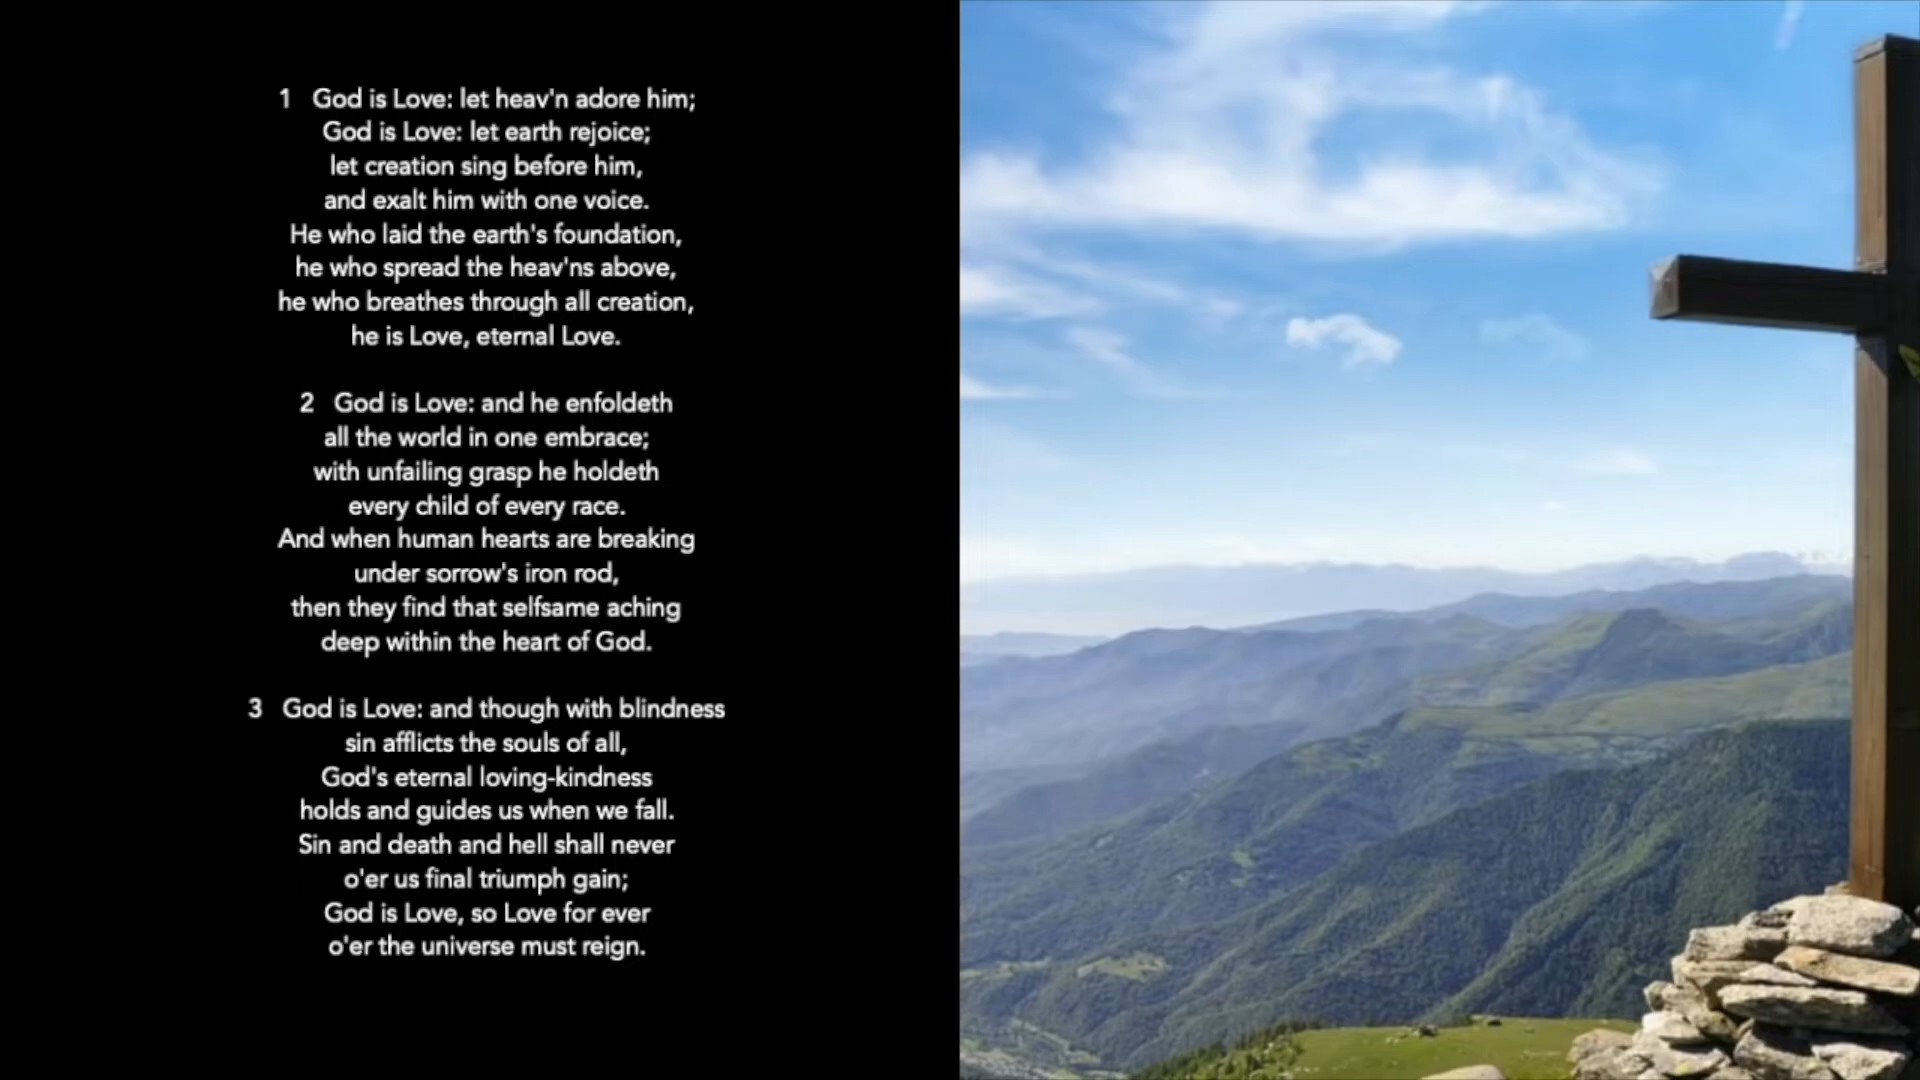 1 God is Love: let heav'n adore him;
God is Love: let earth rejoice;
let creation sing before him,
and exalt him with one voice.
He who laid the earth's foundation,
he who spread the heav'ns above,
he who breathes through all creation,
he is Love, eternal Love.
2 God is Love: and he enfoldeth
all the world in one embrace;
with unfailing grasp he holdeth
every child of every race.
And when human hearts are breaking
under sorrow's iron rod,
then they find that selfsame aching
deep within the heart of God.
3 God is Love: and though with blindness
sin afflicts the souls of all,
God's eternal loving-kindness
holds and guides us when we fall.
Sin and death and hell shall never
o'er us final triumph gain;
God is Love, so Love for ever
o'er the universe must reign.